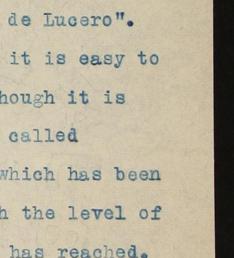 de Lucero".
it is easy to
hough it is
called
which has been
h the level of
has reached.